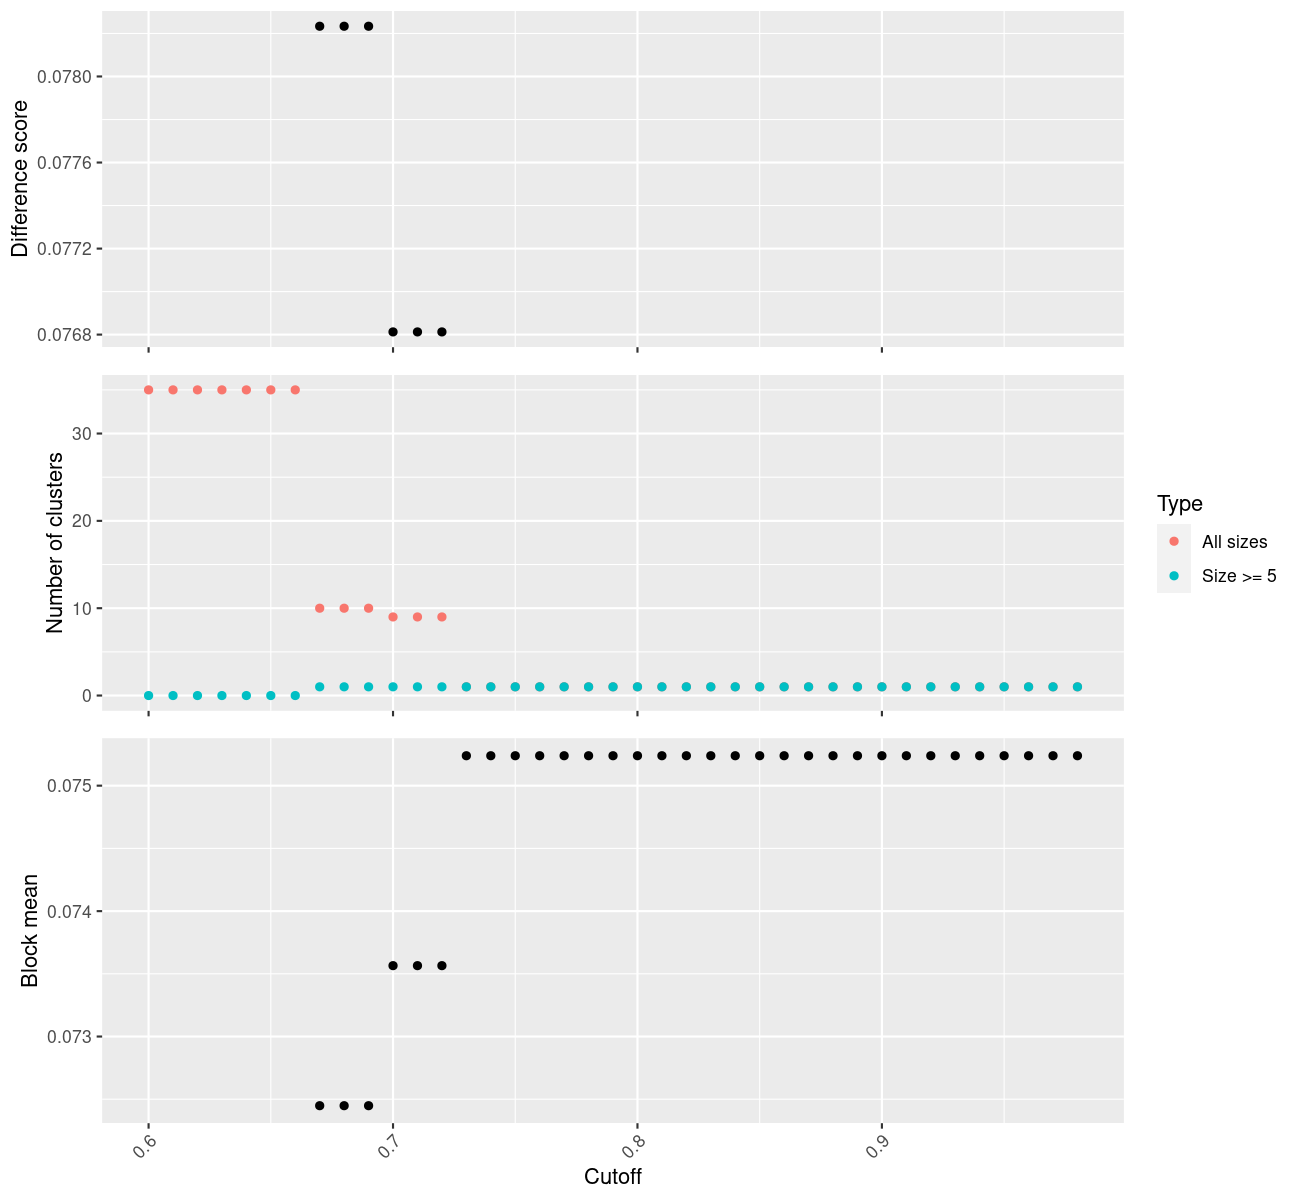 Difference score
0.0780
0.0776
0.0772
0.0768
Number of clusters
30
20
10
0
Type
All sizes
Size >= 5
Block mean
0.075
0.074
0.073
0.6
0.7
0.8
0.9
Cutoff